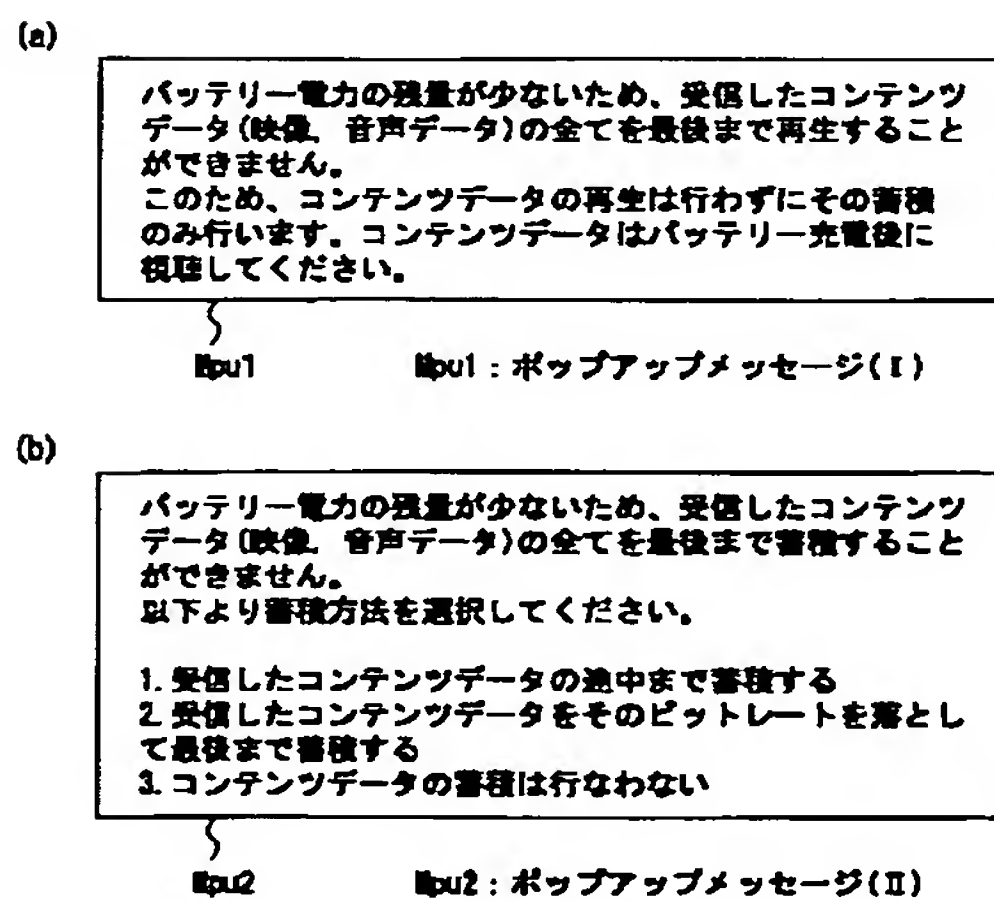 (a)
バッテリー電力の残量が少ないため、受信したコンテンツ
データ(映像、音声データ)の全てを最後まで再生すること
ができません。
このため、コンテンツデータの再生は行わずにその蓄積
のみ行います。コンテンツデータはバッテリー充電後に
視聴してください。
Mpu1
Mpu1：ポップアップメッセージ(I)
(b)
バッテリー電力の残量が少ないため、受信したコンテンツ
データ(映像、音声データ)の全てを最後まで蓄積すること
ができません。
以下より蓄積方法を選択してください。
1. 受信したコンテンツデータの途中まで蓄積する
2. 受信したコンテンツデータをそのビットレートを落とし
て最後まで蓄積する
3. コンテンツデータの蓄積は行なわない
Mpu2
Mpu2：ポップアップメッセージ(II)